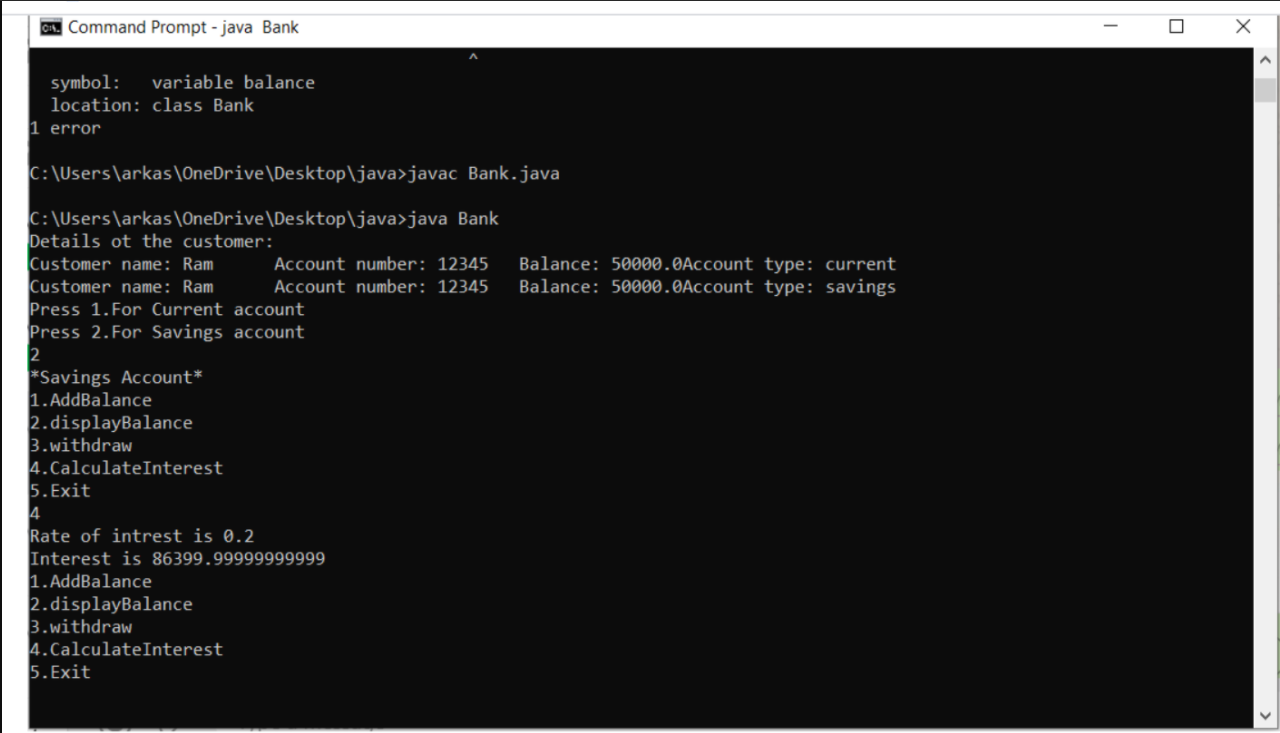 Command Prompt - java  Bank
^
symbol:   variable balance
location: class Bank
1 error
C:\Users\arkas\OneDrive\Desktop\java>javac Bank.java
C:\Users\arkas\OneDrive\Desktop\java>java Bank
Details ot the customer:
Customer name: Ram      Account number: 12345   Balance: 50000.0Account type: current
Customer name: Ram      Account number: 12345   Balance: 50000.0Account type: savings
Press 1.For Current account
Press 2.For Savings account
2
*Savings Account*
1.AddBalance
2.displayBalance
3.withdraw
4.CalculateInterest
5.Exit
4
Rate of intrest is 0.2
Interest is 86399.99999999999
1.AddBalance
2.displayBalance
3.withdraw
4.CalculateInterest
5.Exit